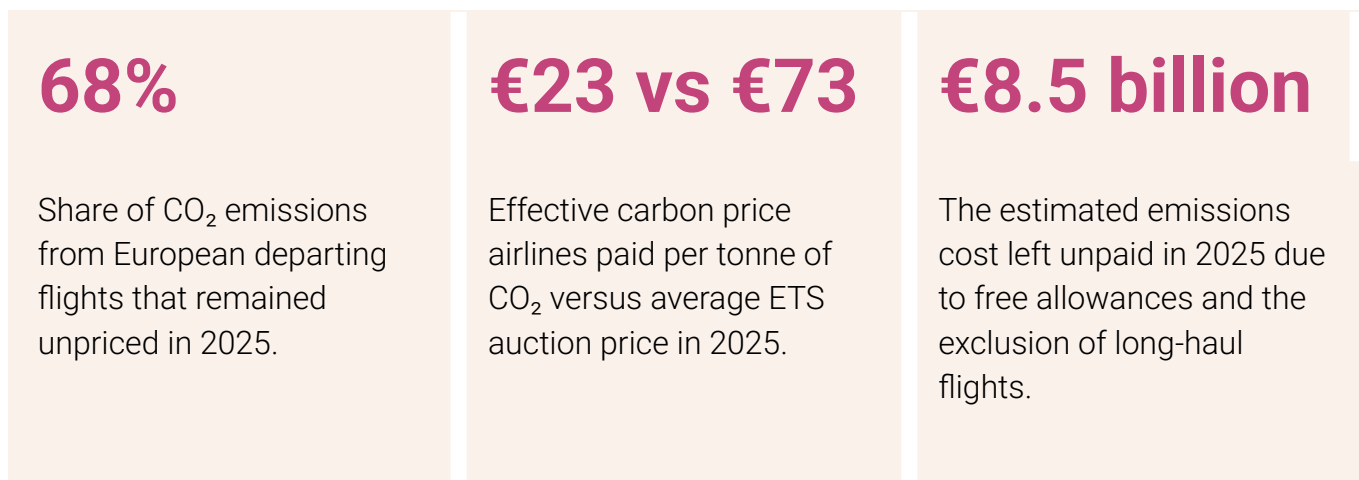 68%
Share of CO₂ emissions
from European departing
flights that remained
unpriced in 2025.
€23 vs €73
Effective carbon price
airlines paid per tonne of
CO₂ versus average ETS
auction price in 2025.
€8.5 billion
The estimated emissions
cost left unpaid in 2025 due
to free allowances and the
exclusion of long-haul
flights.